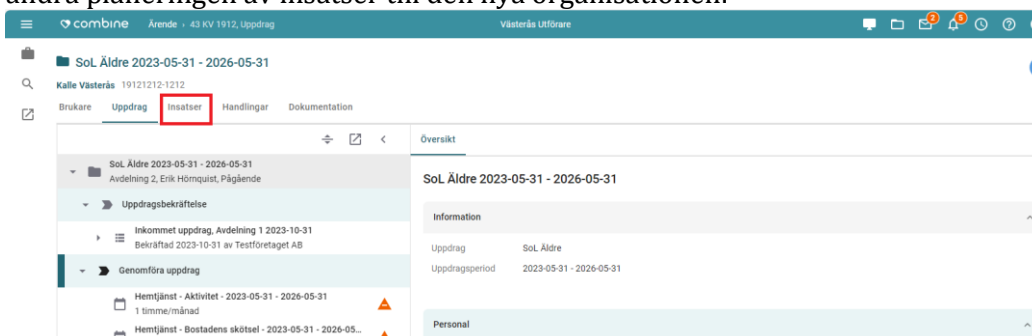 ändra planeringen av insatser till den nya organisationen.
combine Ärende › 43 KV 1912, Uppdrag Västerås Utförare 2 5
SoL Äldre 2023-05-31 - 2026-05-31
Kalle Västerås 19121212-1212
Brukare Uppdrag Insatser Handlingar Dokumentation
Översikt
SoL Äldre 2023-05-31 - 2026-05-31
Avdelning 2, Erik Hörnquist, Pågående
Uppdragsbekräftelse
Inkommet uppdrag, Avdelning 1 2023-10-31
Bekräftad 2023-10-31 av Testföretaget AB
Genomföra uppdrag
Hemtjänst - Aktivitet - 2023-05-31 - 2026-05-31
1 timme/månad
Hemtjänst - Bostadens skötsel - 2023-05-31 - 2026-05...
SoL Äldre 2023-05-31 - 2026-05-31
Information
Uppdrag SoL Äldre
Uppdragsperiod 2023-05-31 - 2026-05-31
Personal